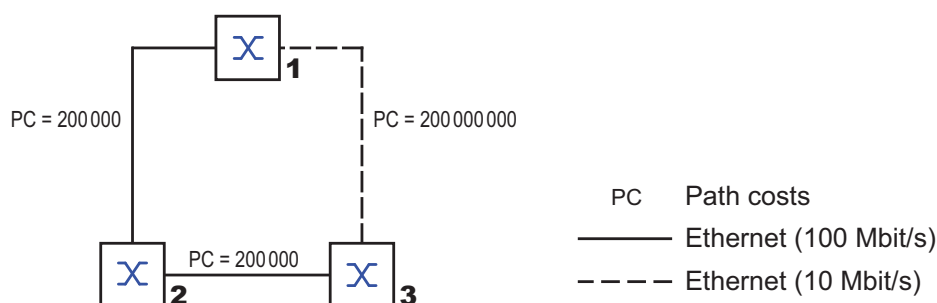 1
PC = 200 000
PC = 200 000 000
PC Path costs
PC = 200 000
Ethernet (100 Mbit/s)
2
3
Ethernet (10 Mbit/s)